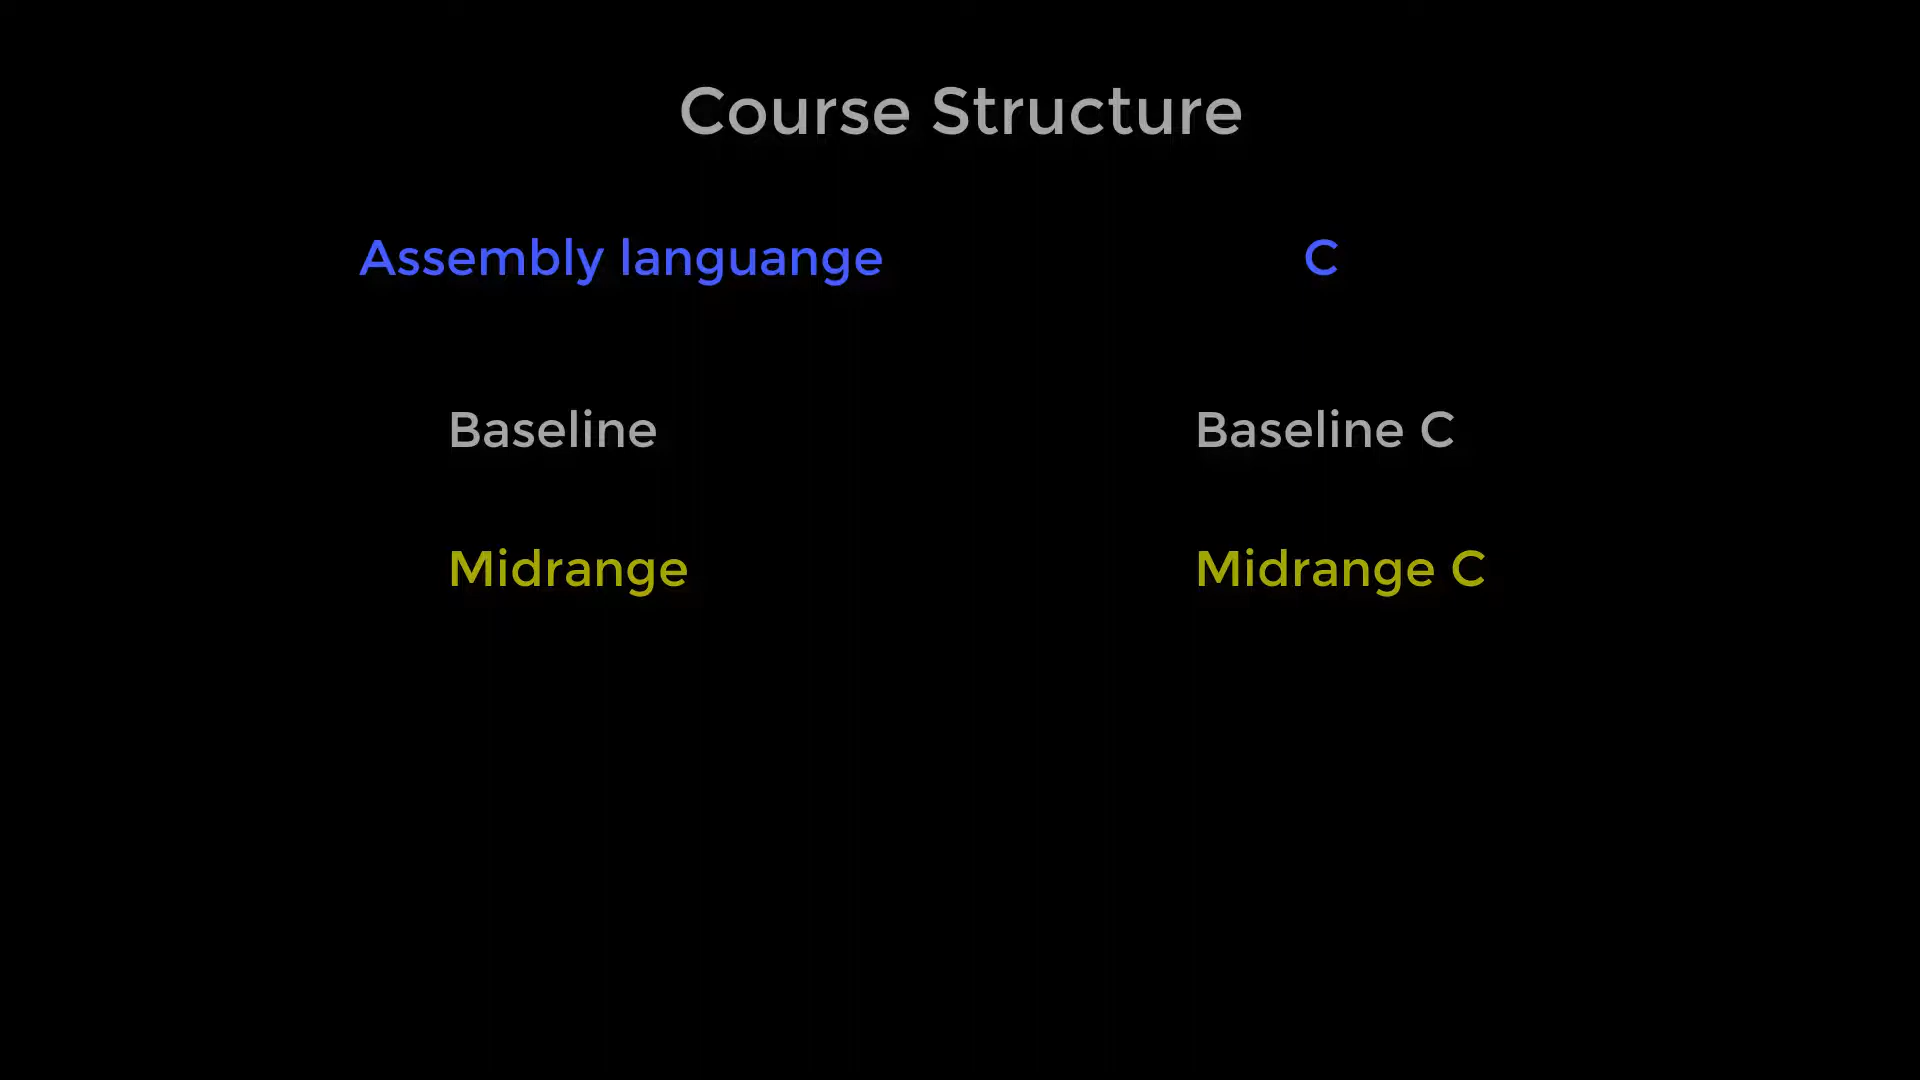 Course Structure
Assembly languange
C
Baseline
Baseline C
Midrange
Midrange C